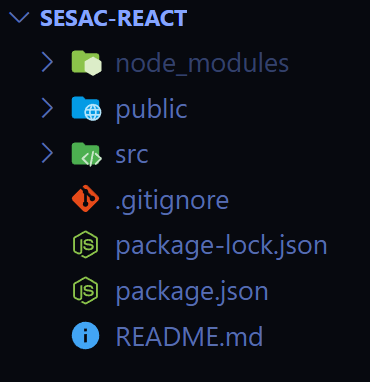 SESAC-REACT
node_modules
public
src
.gitignore
package-lock.json
package.json
README.md